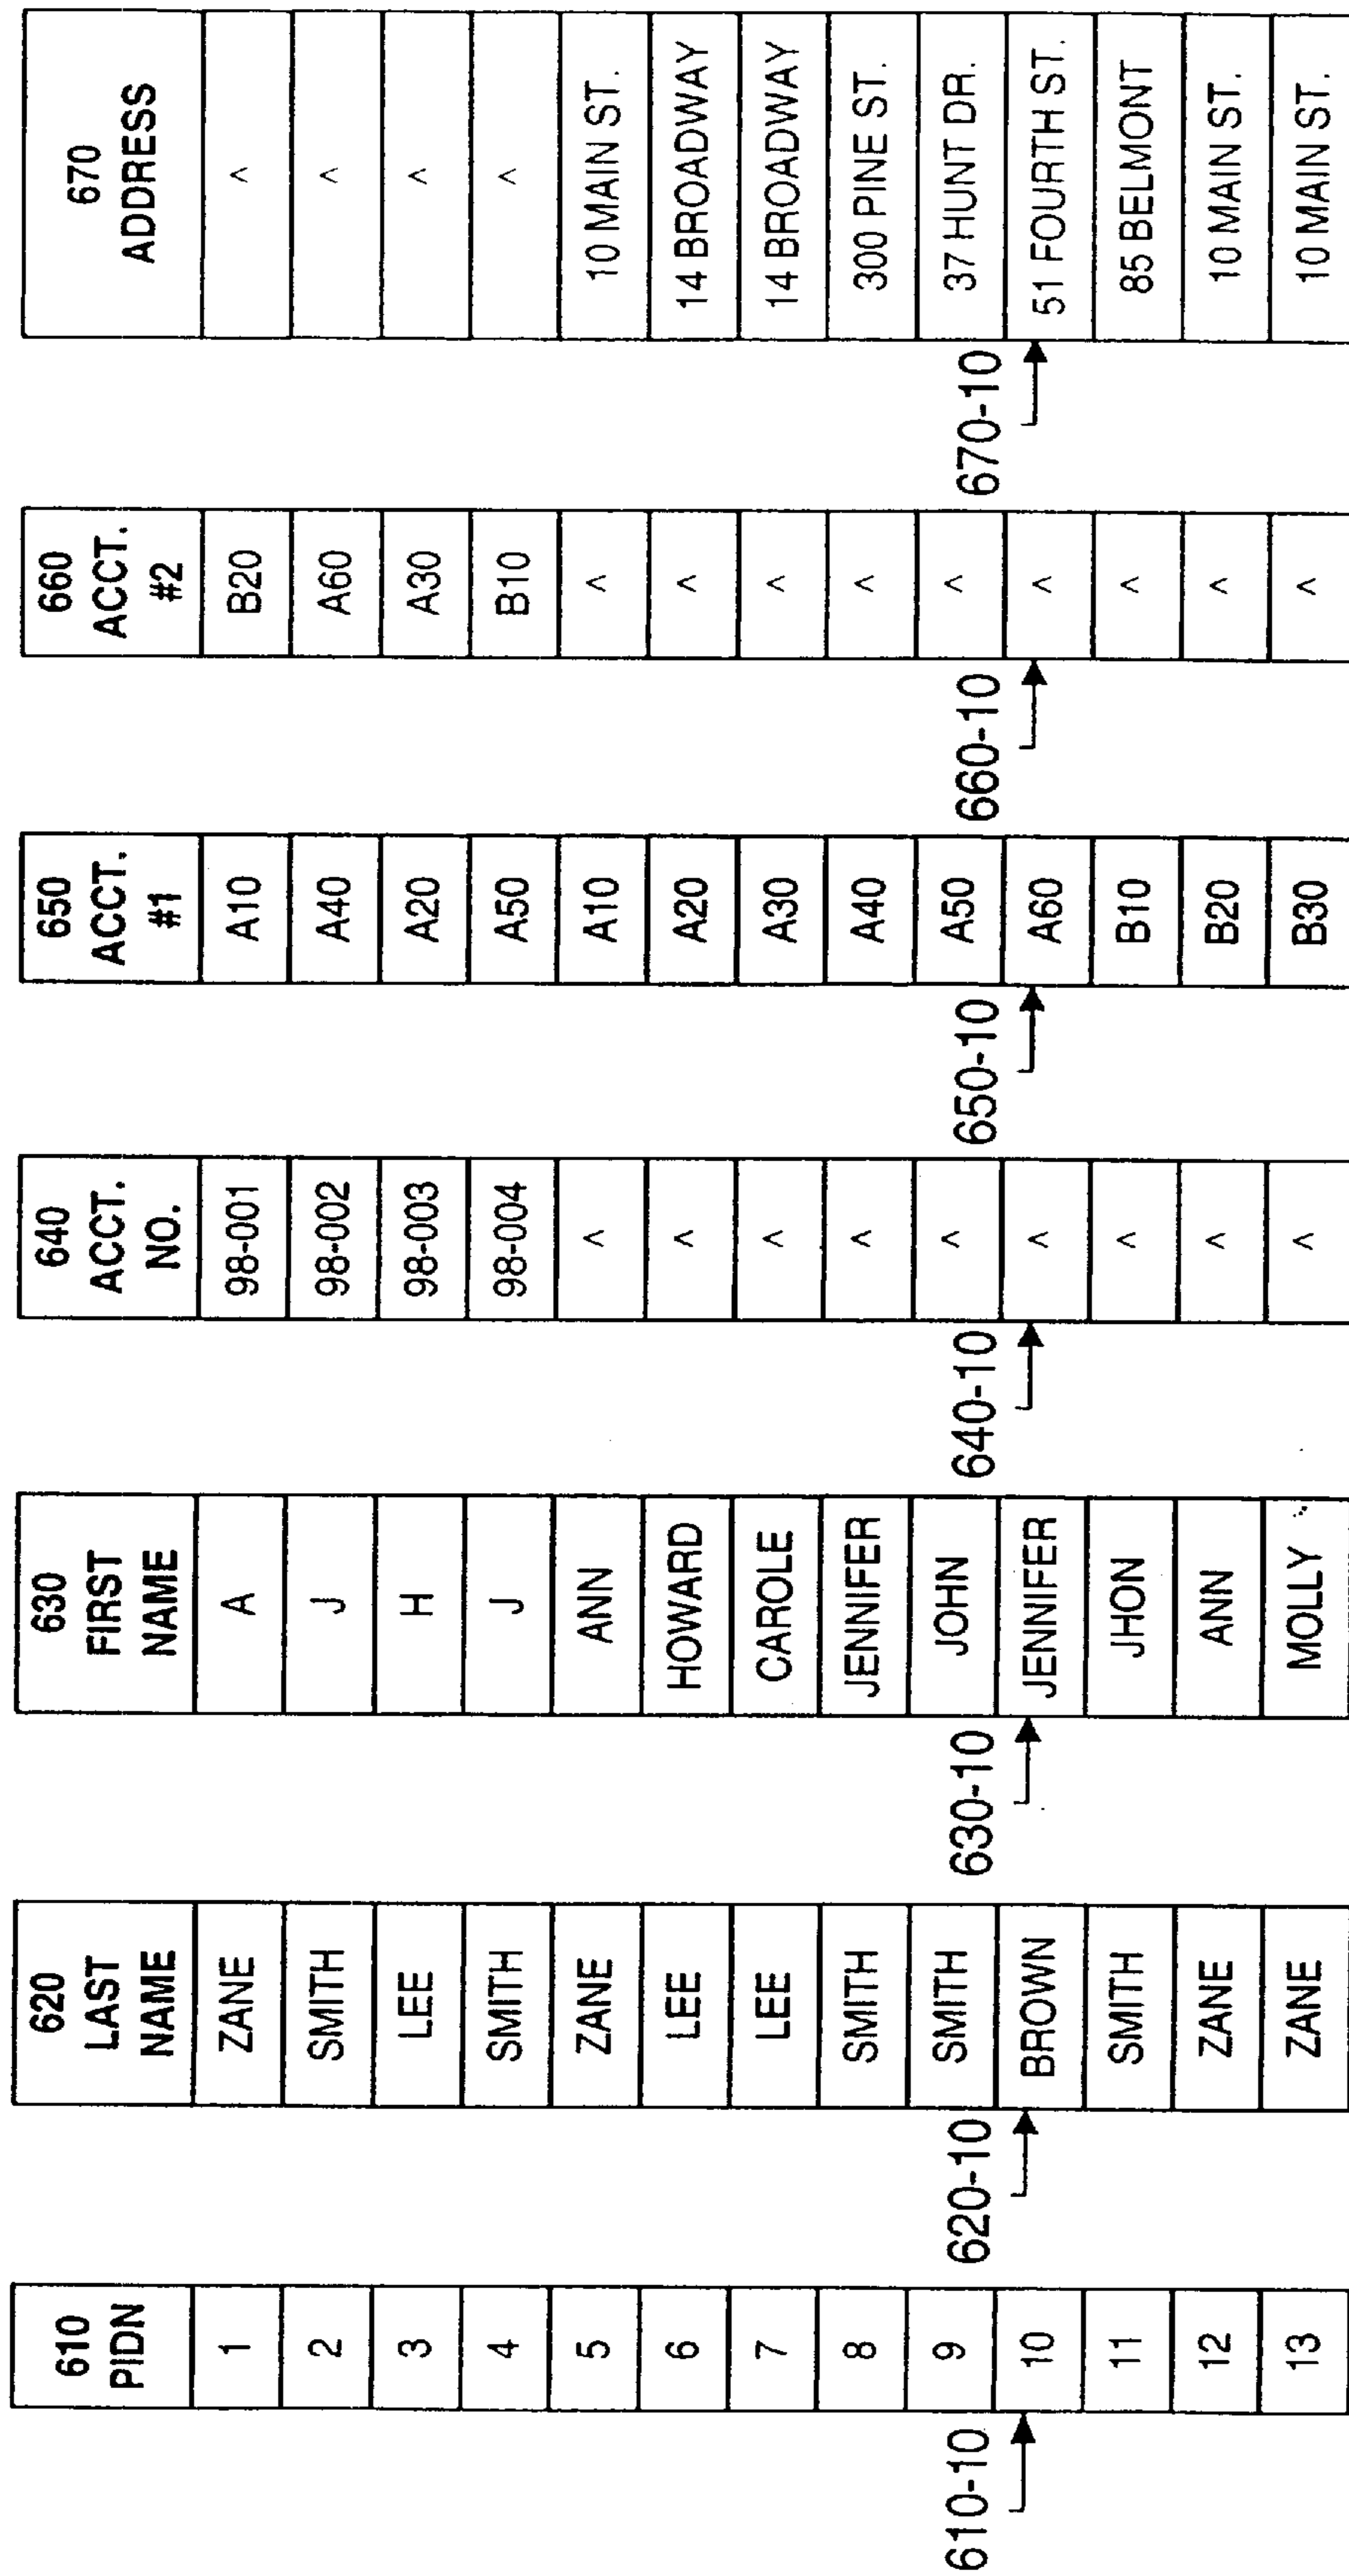 610 620 630 640 650 660 670
PIDN LAST FIRST ACCT. ACCT. ACCT. ADDRESS
NAME NAME NO. #1 #2
1 ZANE A 98-001 A10 B20 ^
2 SMITH J 98-002 A40 A60 ^
3 LEE H 98-003 A20 A30 ^
4 SMITH J 98-004 A50 B10 ^
5 ZANE ANN ^ A10 ^ 10 MAIN ST.
6 LEE HOWARD ^ A20 ^ 14 BROADWAY
7 LEE CAROLE ^ A30 ^ 14 BROADWAY
8 SMITH JENNIFER ^ A40 ^ 300 PINE ST.
9 SMITH JOHN ^ A50 ^ 37 HUNT DR.
610-10 620-10 630-10 640-10 650-10 660-10 670-10
10 BROWN JENNIFER ^ A60 ^ 51 FOURTH ST.
11 SMITH JHON ^ B10 ^ 85 BELMONT
12 ZANE ANN ^ B20 ^ 10 MAIN ST.
13 ZANE MOLLY ^ B30 ^ 10 MAIN ST.